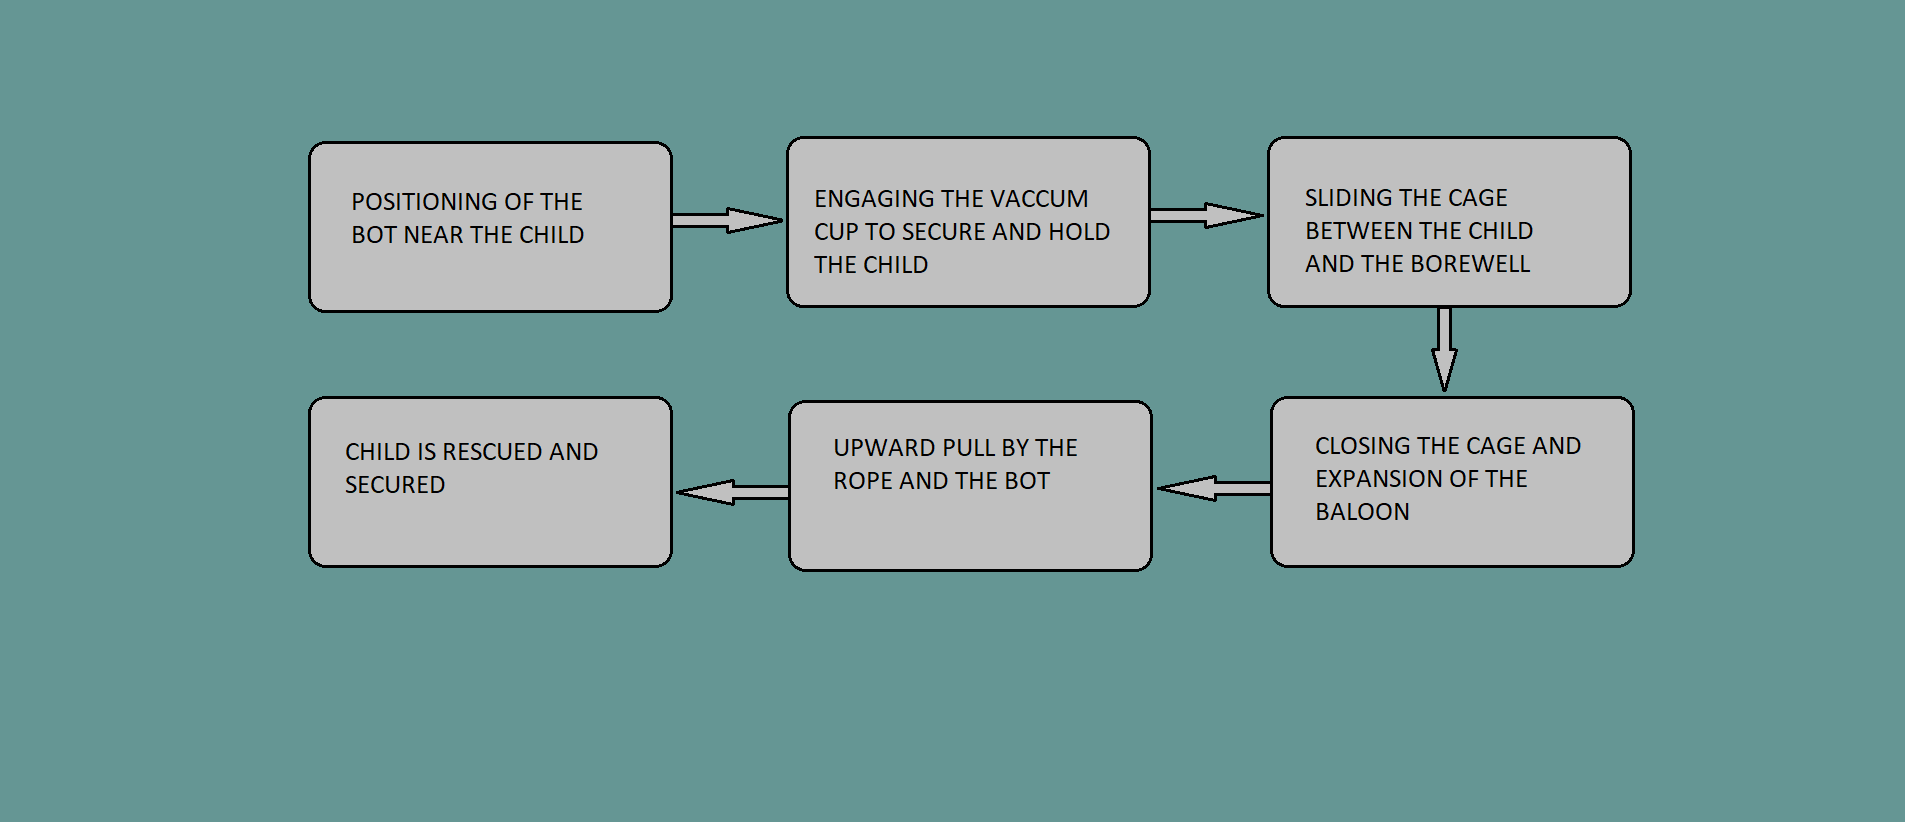 POSITIONING OF THE
BOT NEAR THE CHILD
ENGAGING THE VACCUM
CUP TO SECURE AND HOLD
THE CHILD
SLIDING THE CAGE
BETWEEN THE CHILD
AND THE BOREWELL
CLOSING THE CAGE AND
EXPANSION OF THE
BALOON
UPWARD PULL BY THE
ROPE AND THE BOT
CHILD IS RESCUED AND
SECURED